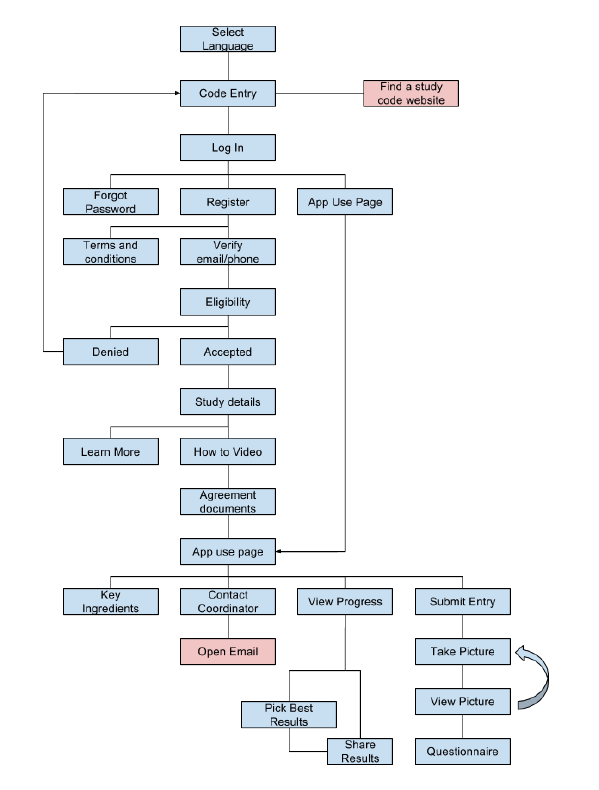 Select
Language
Code Entry
Find a study
code website
Log In
Forgot
Password
Register
App Use Page
Terms and
conditions
Verify
email/phone
Eligibility
Denied
Accepted
Study details
Learn More
How to Video
Agreement
documents
App use page
Key
Ingredients
Contact
Coordinator
View Progress
Submit Entry
Open Email
Take Picture
View Picture
Pick Best
Results
Share
Results
Questionnaire